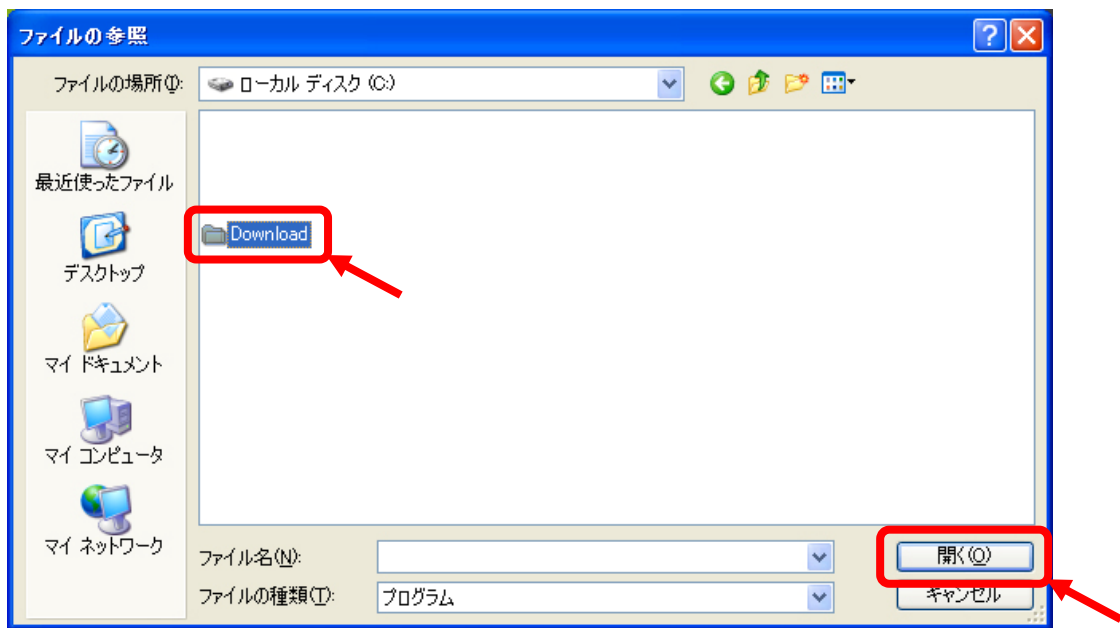 ファイルの参照
ファイルの場所(I):
ローカル ディスク (C:)
最近使ったファイル
デスクトップ
マイ ドキュメント
マイ コンピュータ
マイ ネットワーク
Download
ファイル名(N):
開く(O)
ファイルの種類(T):
プログラム
キャンセル